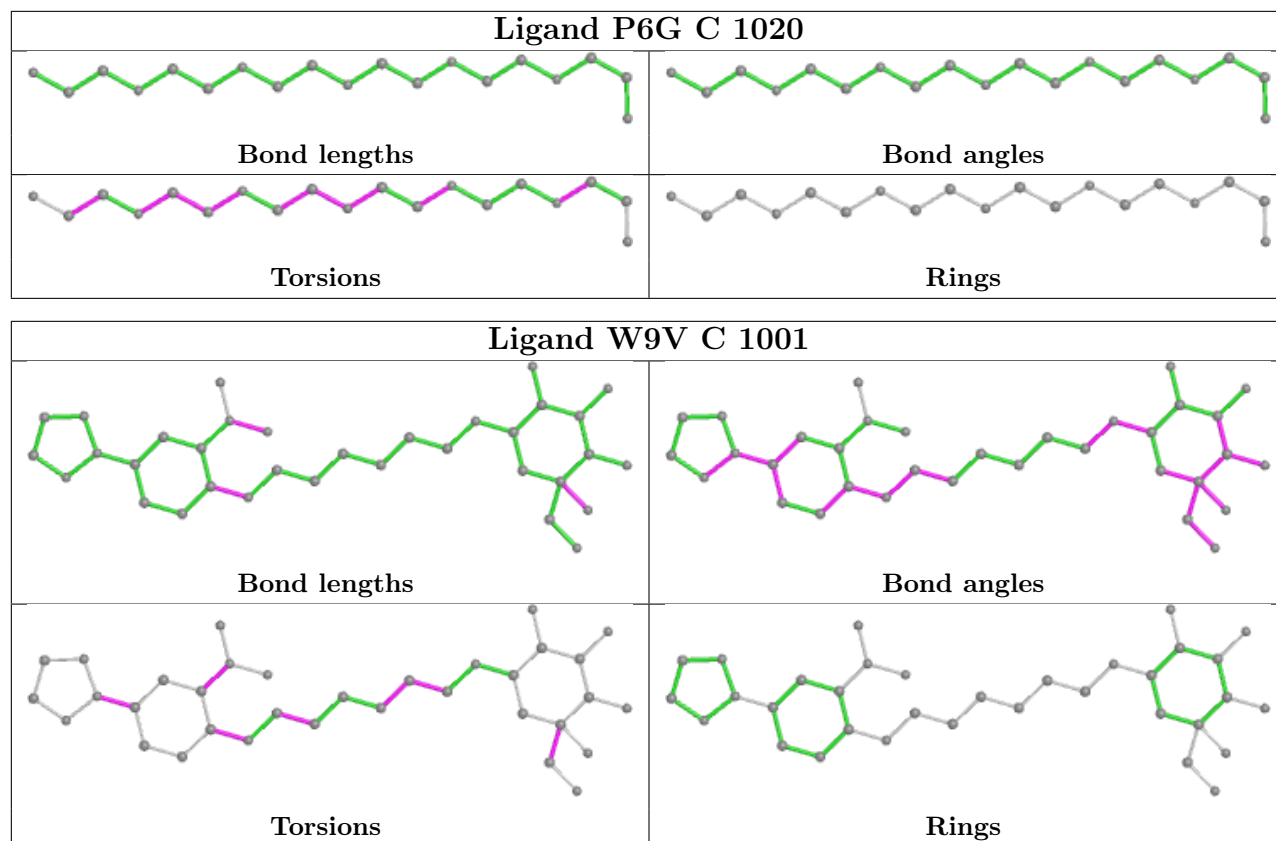 Ligand P6G C 1020
Bond lengths
Bond angles
Torsions
Rings
Ligand W9V C 1001
Bond lengths
Bond angles
Torsions
Rings